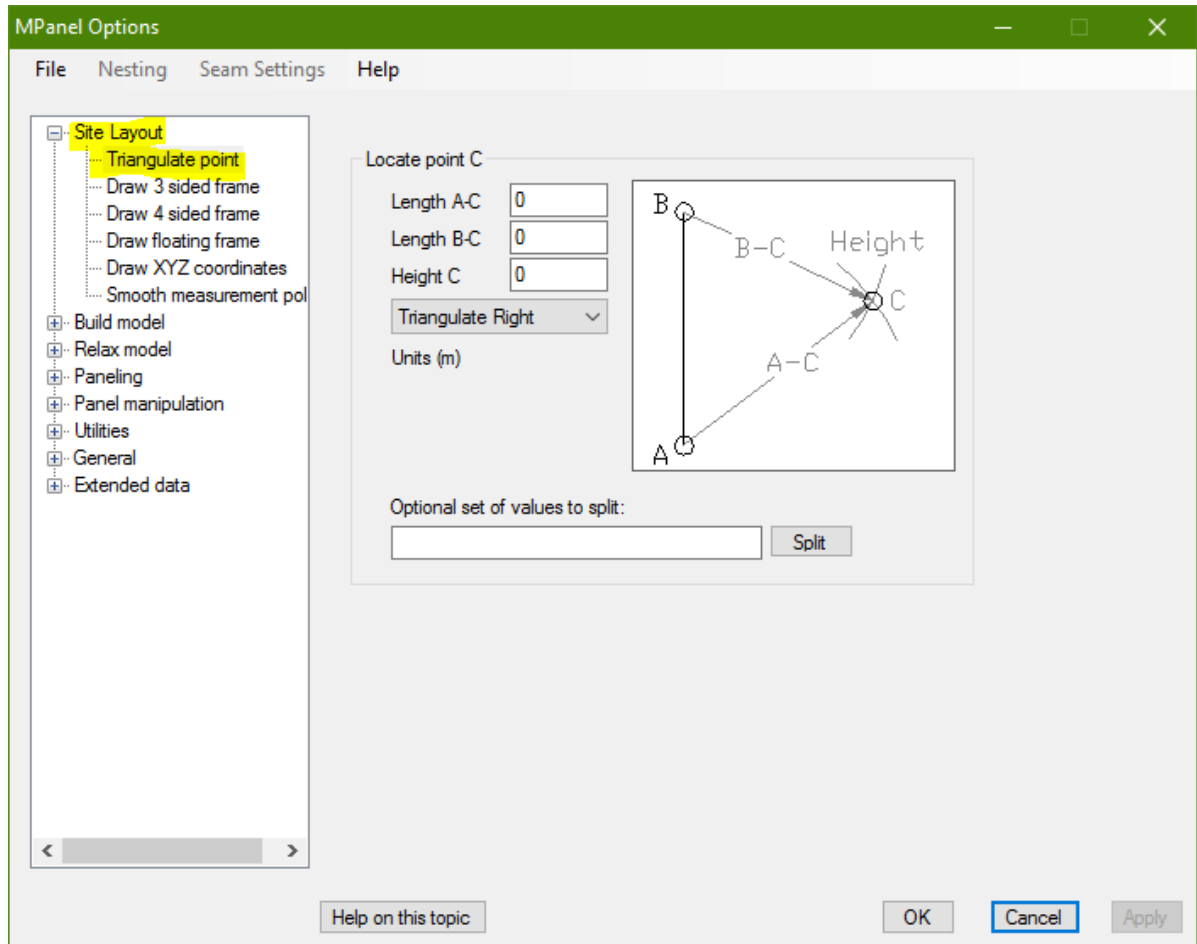 MPanel Options
File Nesting Seam Settings Help
Site Layout
Triangulate point
Draw 3 sided frame
Draw 4 sided frame
Draw floating frame
Draw XYZ coordinates
Smooth measurement pol
Build model
Relax model
Paneling
Panel manipulation
Utilities
General
Extended data
Locate point C
Length A-C 0
Length B-C 0
Height C 0
Triangulate Right
Units (m)
B
B-C
Height
C
A-C
A
Optional set of values to split:
Split
Help on this topic
OK Cancel Apply